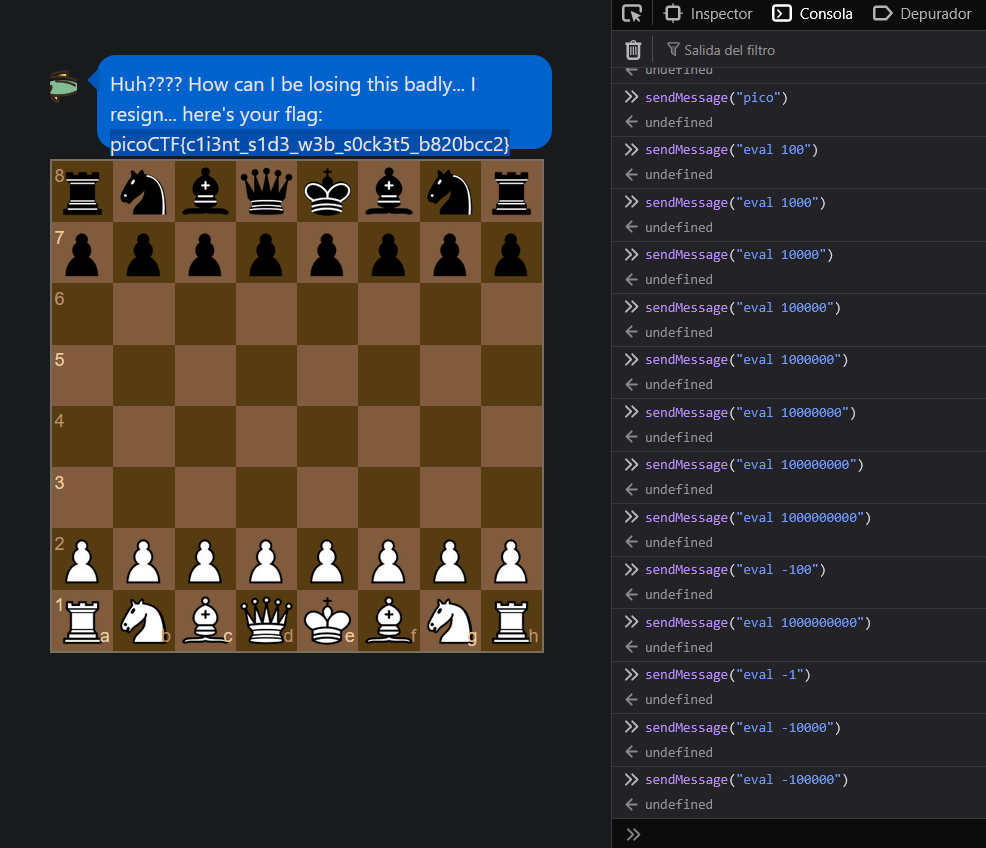 Huh???? How can I be losing this badly... I
resign... here's your flag:
picoCTF{c1i3nt_s1d3_w3b_s0ck3t5_b820bcc2}
8
7
6
5
4
3
2
1
a b c d e f g h
Inspector Consola Depurador
Salida del filtro
undefined
sendMessage("pico")
undefined
sendMessage("eval 100")
undefined
sendMessage("eval 1000")
undefined
sendMessage("eval 10000")
undefined
sendMessage("eval 100000")
undefined
sendMessage("eval 1000000")
undefined
sendMessage("eval 10000000")
undefined
sendMessage("eval 100000000")
undefined
sendMessage("eval 1000000000")
undefined
sendMessage("eval -100")
undefined
sendMessage("eval 1000000000")
undefined
sendMessage("eval -1")
undefined
sendMessage("eval -10000")
undefined
sendMessage("eval -100000")
undefined